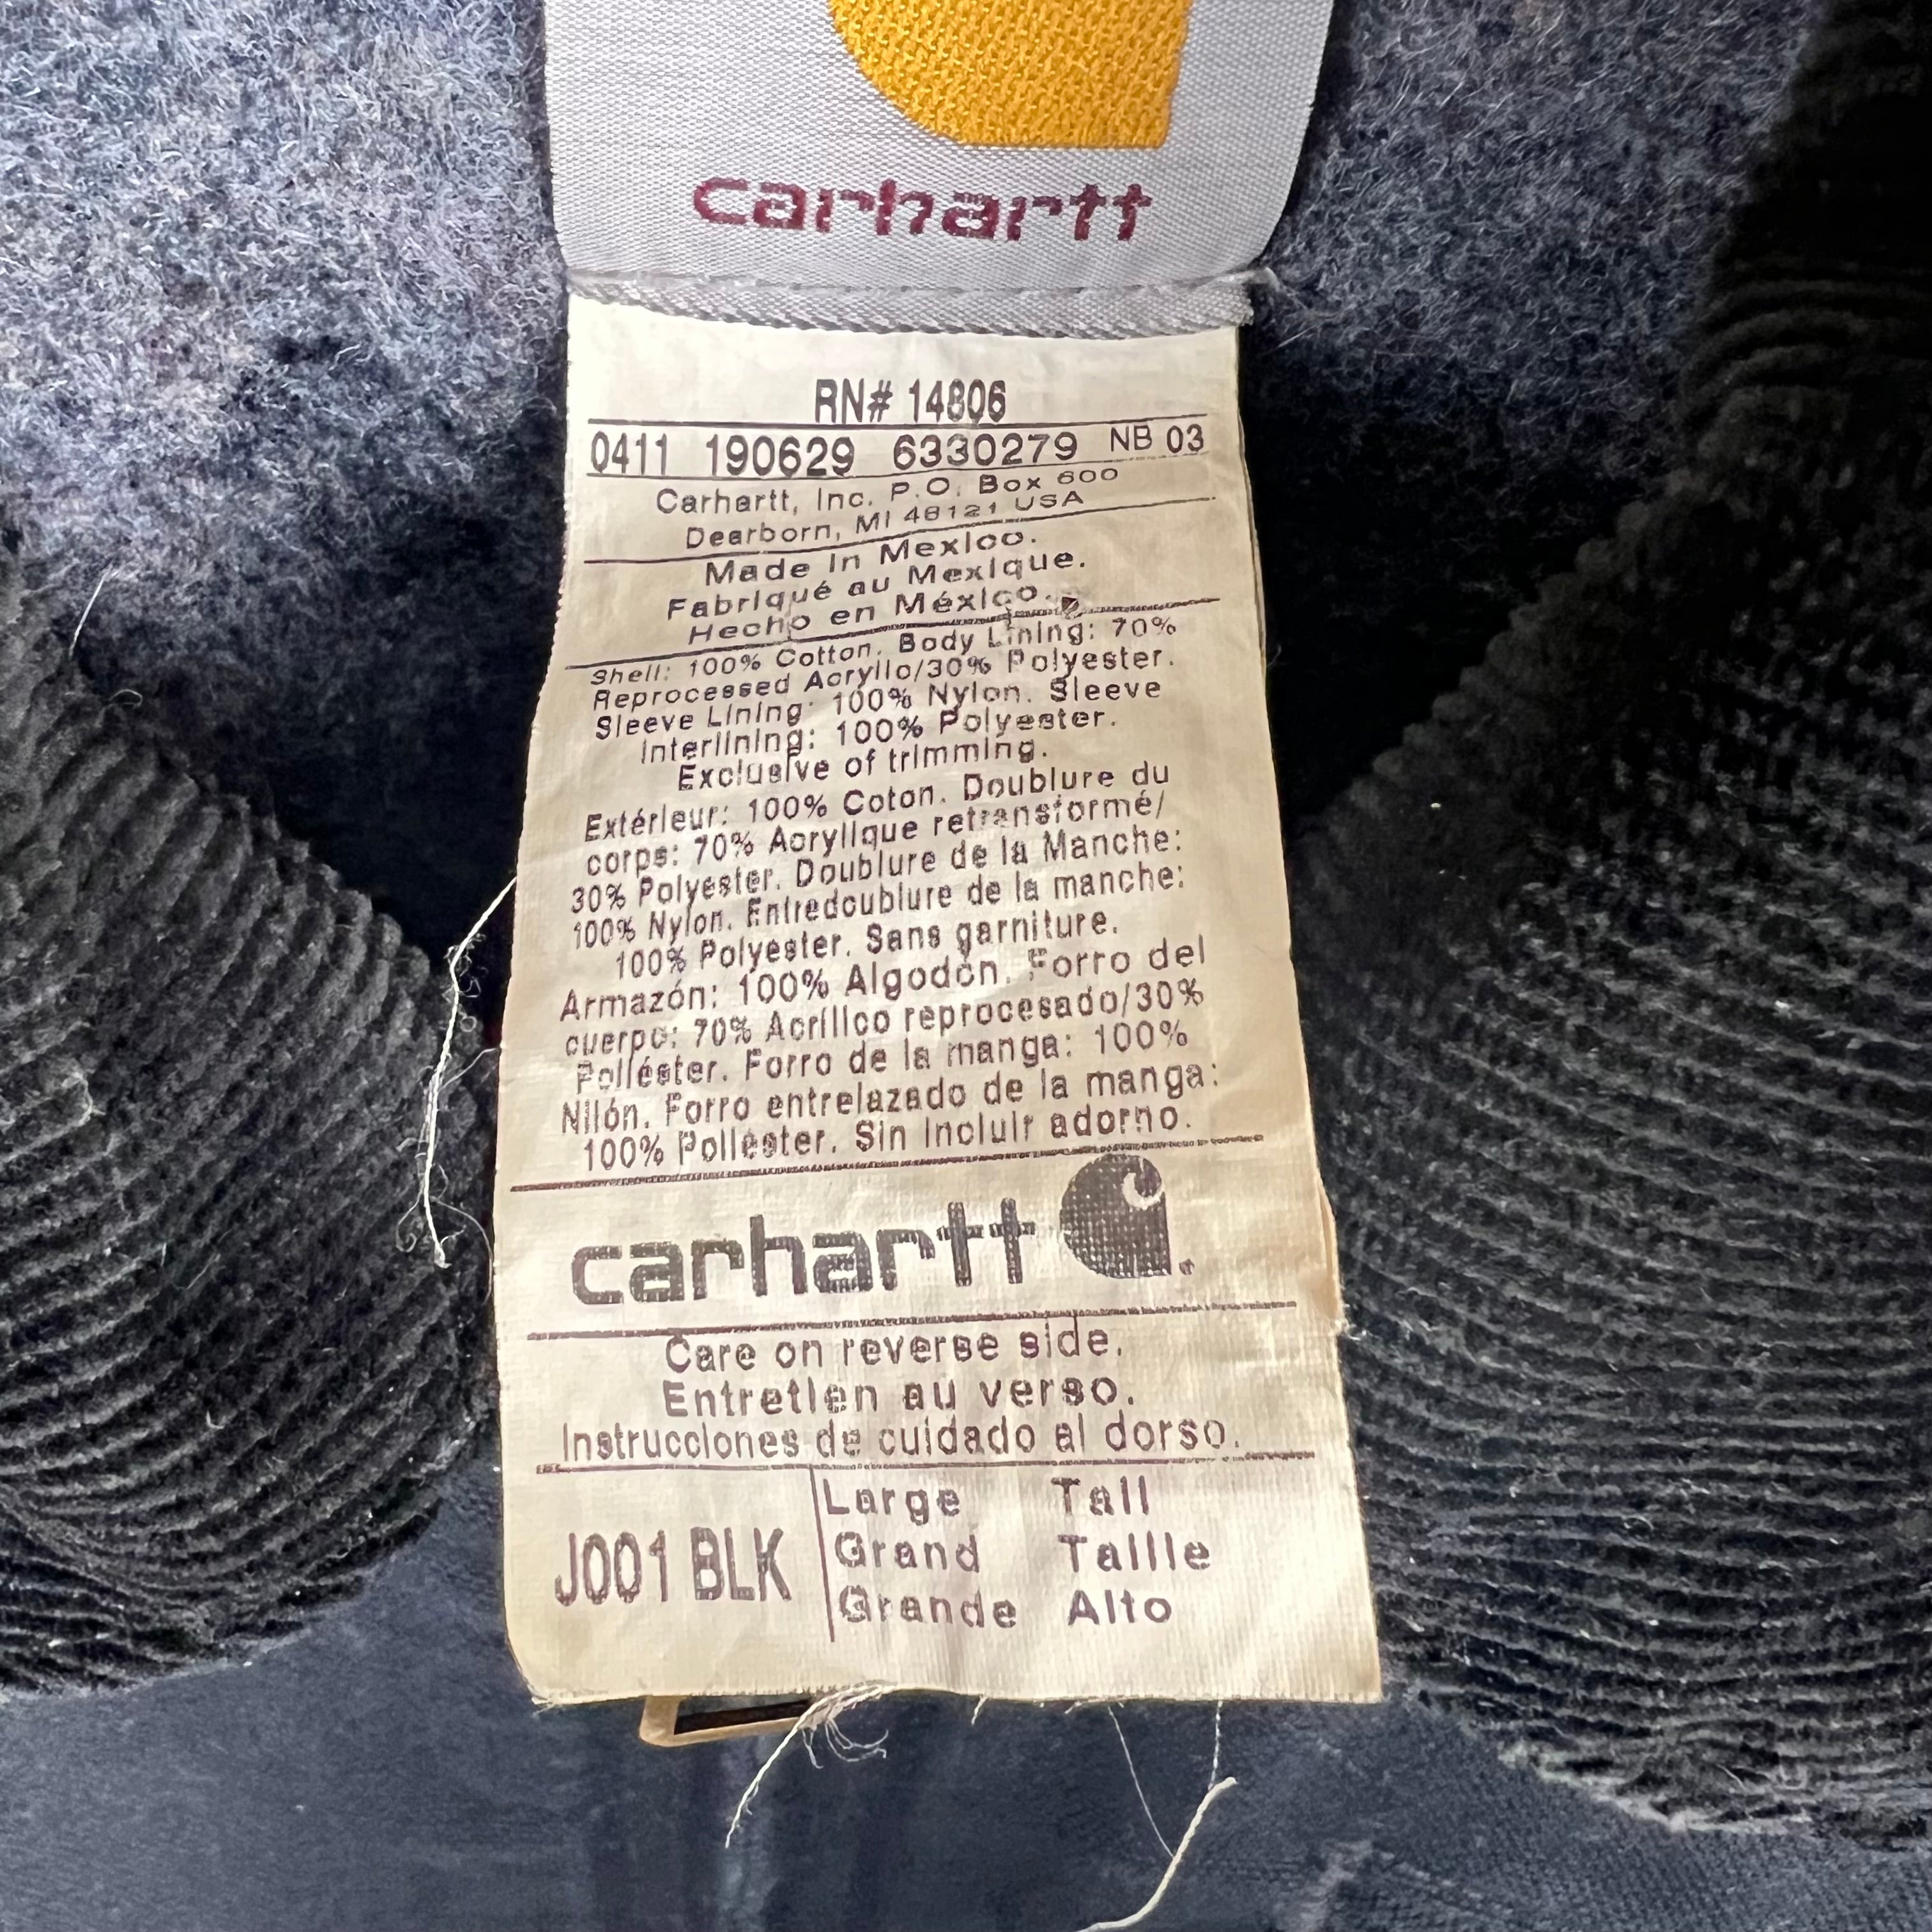 carhartt
RN# 14806
0411 190629 6330279 NB 03
Carhartt, Inc. P.O. Box 600
Dearborn, MI 48121 USA
Made In Mexico.
Fabriqué au Mexique.
Hecho en México.
Shell: 100% Cotton. Body Lining: 70%
Reprocessed Acrylic/30% Polyester.
Sleeve Lining: 100% Nylon. Sleeve
Interlining: 100% Polyester.
Exclusive of trimming.
Extérieur: 100% Coton. Doublure du
corps: 70% Acryllque retransformé/
30% Polyester. Doublure de la Manche:
100% Nylon. Entredoublure de la manche:
100% Polyester. Sans garniture.
Armazón: 100% Algodón. Forro del
cuerpo: 70% Acrílico reprocesado/30%
Poliéster. Forro de la manga: 100%
Nilón. Forro entrelazado de la manga:
100% Poliéster. Sin incluir adorno.
carhartt
Care on reverse side.
Entretien au verso.
Instrucciones de cuidado al dorso.
J001 BLK
Large Tall
Grand Taille
Grande Alto